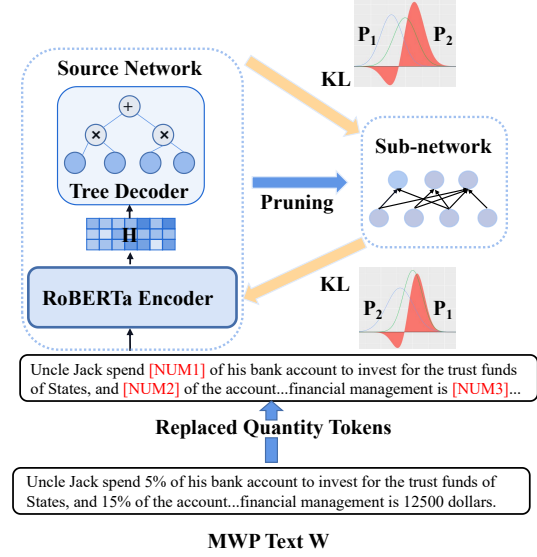 P1
P2
KL
Source Network
+
×
×
Tree Decoder
H
RoBERTa Encoder
Pruning
Sub-network
KL
P2
P1
Uncle Jack spend [NUM1] of his bank account to invest for the trust funds
of States, and [NUM2] of the account...financial management is [NUM3]...
Replaced Quantity Tokens
Uncle Jack spend 5% of his bank account to invest for the trust funds of
States, and 15% of the account...financial management is 12500 dollars.
MWP Text W